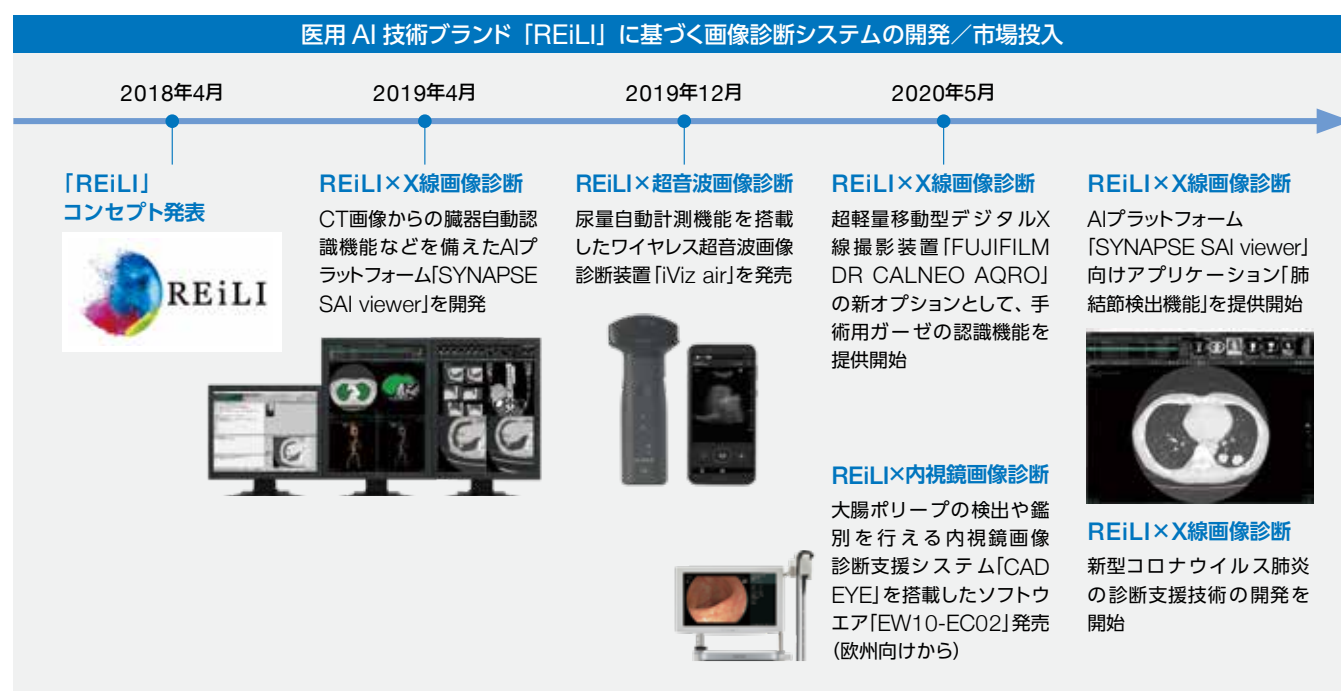 医用 AI 技術ブランド「REiLI」に基づく画像診断システムの開発／市場投入
2018年4月
2019年4月
2019年12月
2020年5月
「REiLI」
コンセプト発表
REiLI
REiLI×X線画像診断
CT画像からの臓器自動認
識機能などを備えたAIプ
ラットフォーム「SYNAPSE
SAI viewer」を開発
REiLI×超音波画像診断
尿量自動計測機能を搭載
したワイヤレス超音波画像
診断装置「iViz air」を発売
REiLI×X線画像診断
超軽量移動型デジタルX
線撮影装置「FUJIFILM
DR CALNEO AQRO」
の新オプションとして、手
術用ガーゼの認識機能を
提供開始
REiLI×内視鏡画像診断
大腸ポリープの検出や鑑
別を行える内視鏡画像
診断支援システム「CAD
EYE」を搭載したソフトウ
エア「EW10-EC02」発売
（欧州向けから）
REiLI×X線画像診断
AIプラットフォーム
「SYNAPSE SAI viewer」
向けアプリケーション「肺
結節検出機能」を提供開始
REiLI×X線画像診断
新型コロナウイルス肺炎
の診断支援技術の開発を
開始